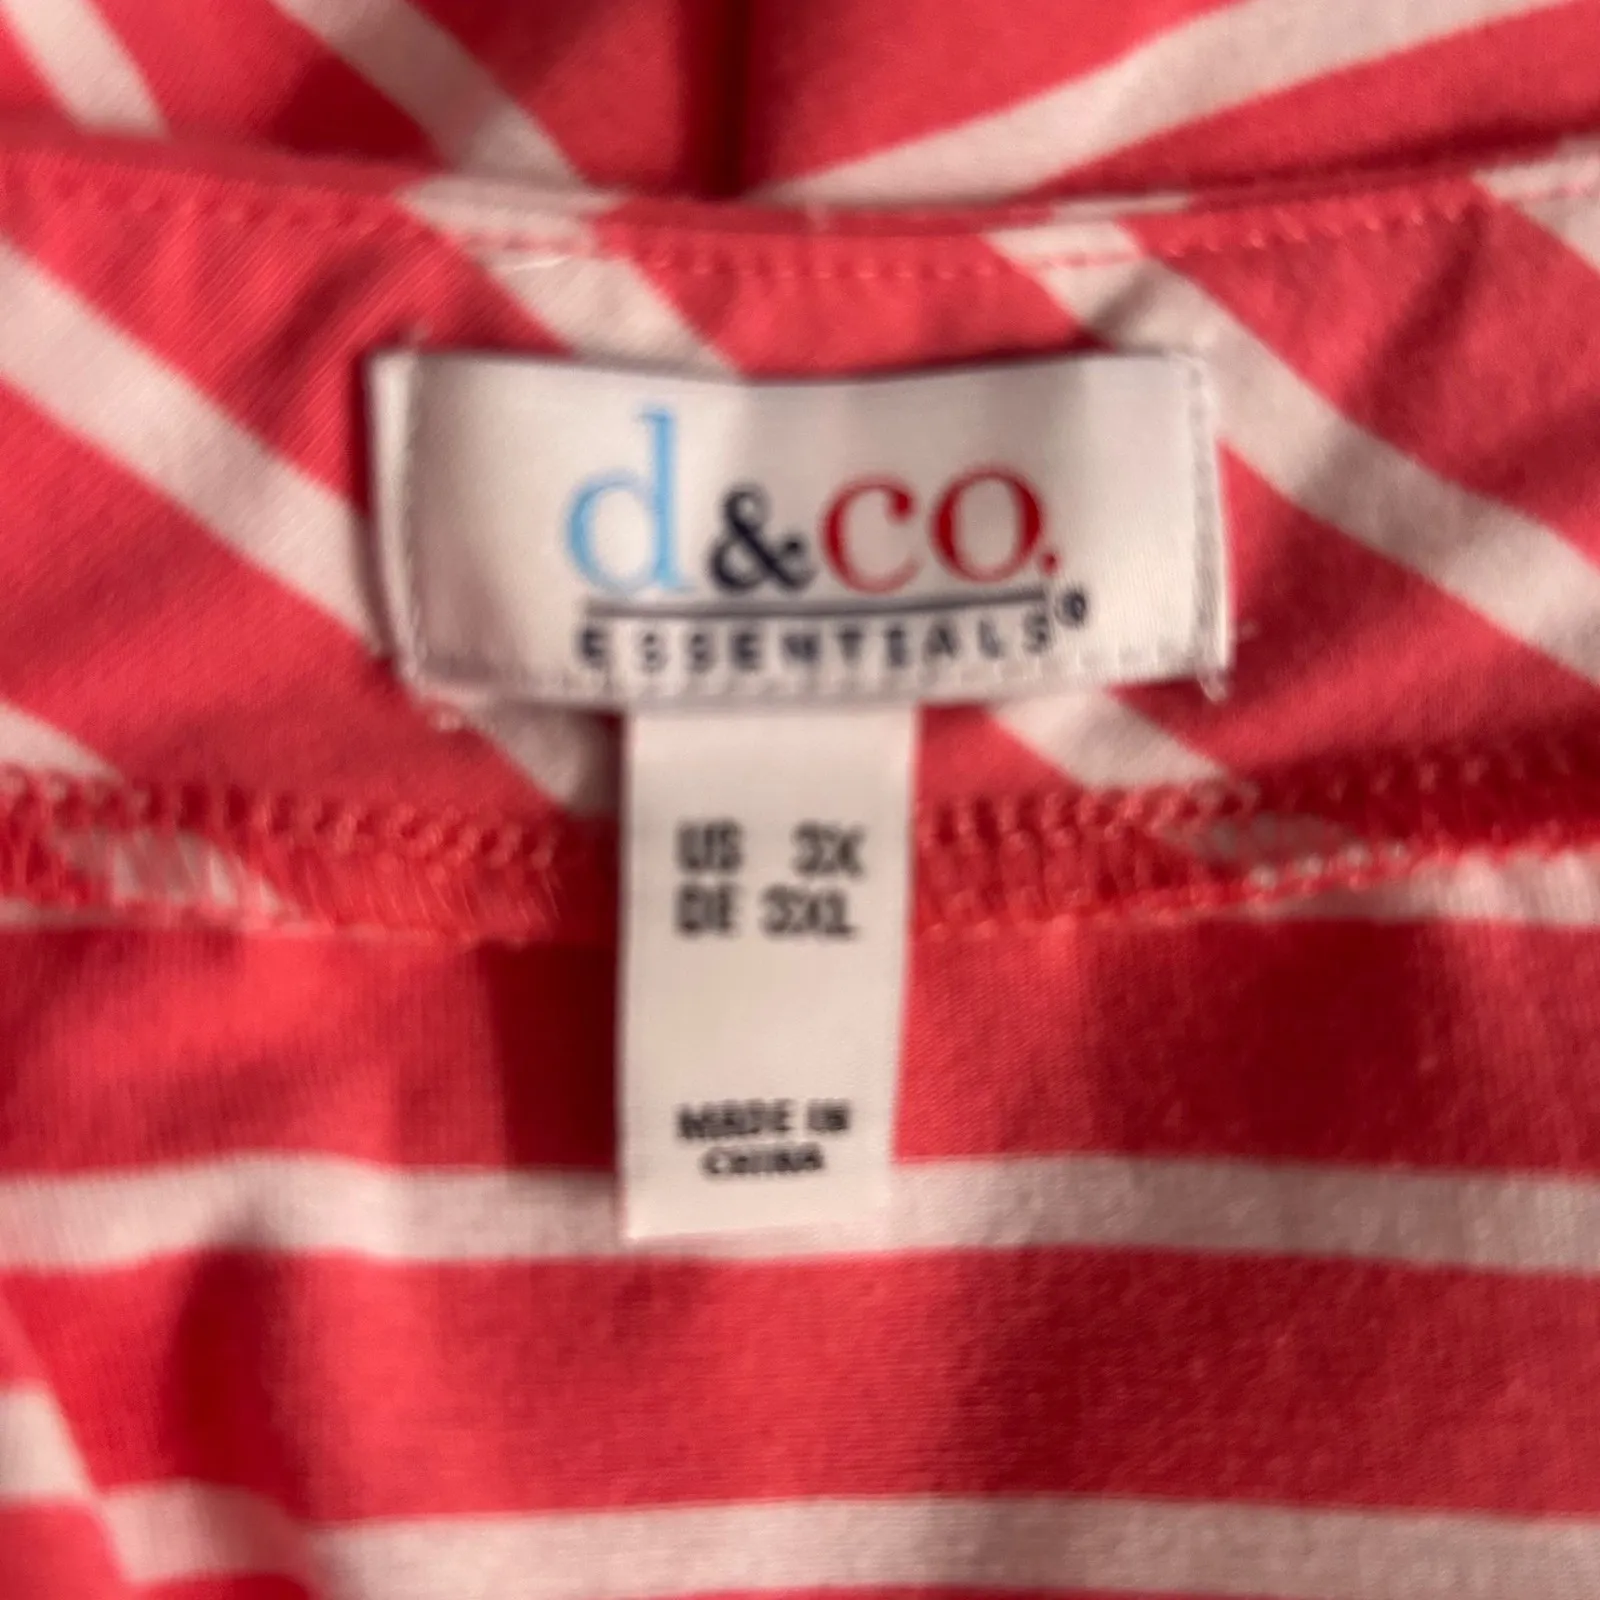 d&co.
ESSENTIALS®
US 3X
DE 3XL
MADE IN
CHINA